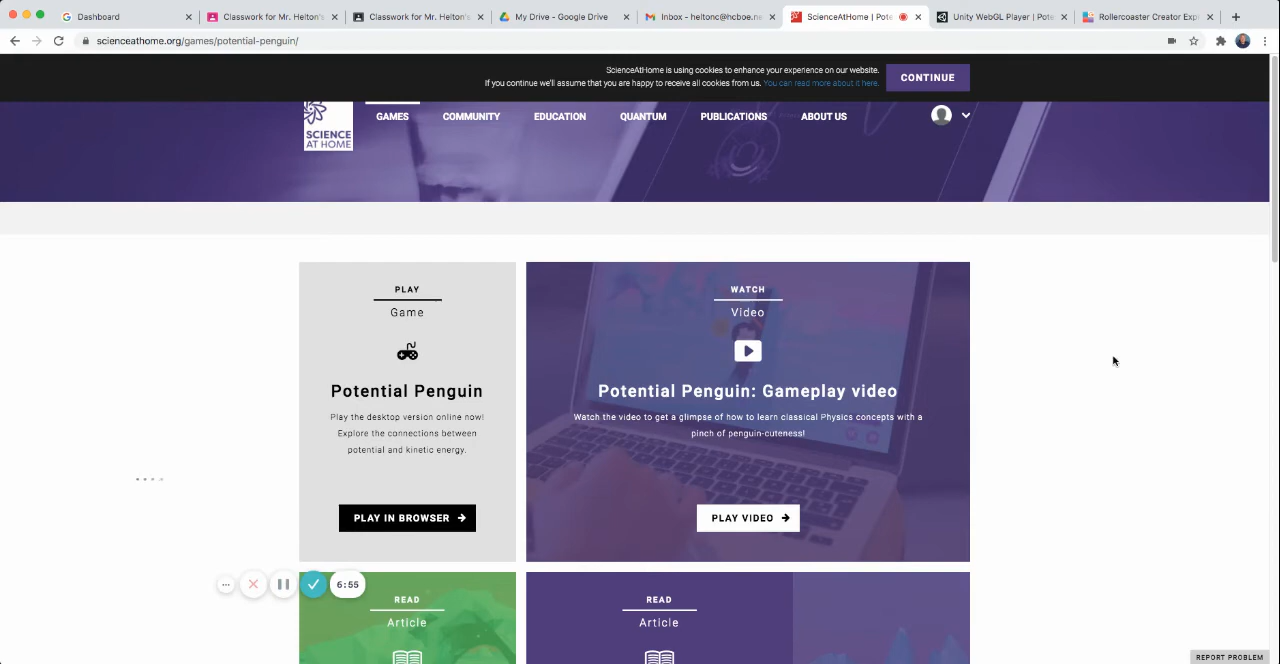 Dashboard
Classwork for Mr. Helton's
Classwork for Mr. Helton's
My Drive - Google Drive
Inbox - heltonc@hcboe.ne
ScienceAtHome | Pote
Unity WebGL Player | Pote
Rollercoaster Creator Exp
scienceathome.org/games/potential-penguin/
ScienceAtHome is using cookies to enhance your experience on our website.
If you continue we'll assume that you are happy to receive all cookies from us. You can read more about it here.
CONTINUE
SCIENCE
AT HOME
GAMES
COMMUNITY
EDUCATION
QUANTUM
PUBLICATIONS
ABOUT US
PLAY
Game
Potential Penguin
Play the desktop version online now!
Explore the connections between
potential and kinetic energy.
PLAY IN BROWSER
WATCH
Video
Potential Penguin: Gameplay video
Watch the video to get a glimpse of how to learn classical Physics concepts with a
pinch of penguin-cuteness!
PLAY VIDEO
6:55
READ
Article
READ
Article
REPORT PROBLEM